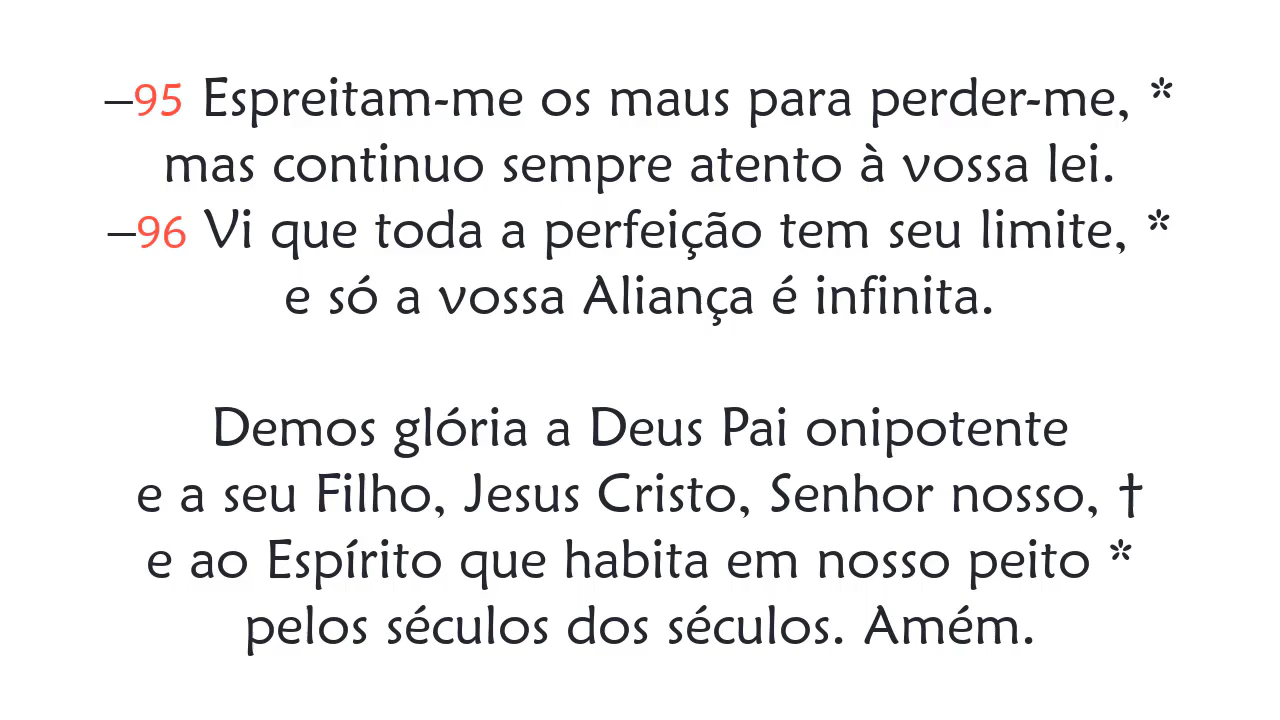 –95 Espreitam-me os maus para perder-me, *
mas continuo sempre atento à vossa lei.
–96 Vi que toda a perfeição tem seu limite, *
e só a vossa Aliança é infinita.
Demos glória a Deus Pai onipotente
e a seu Filho, Jesus Cristo, Senhor nosso, †
e ao Espírito que habita em nosso peito *
pelos séculos dos séculos. Amém.